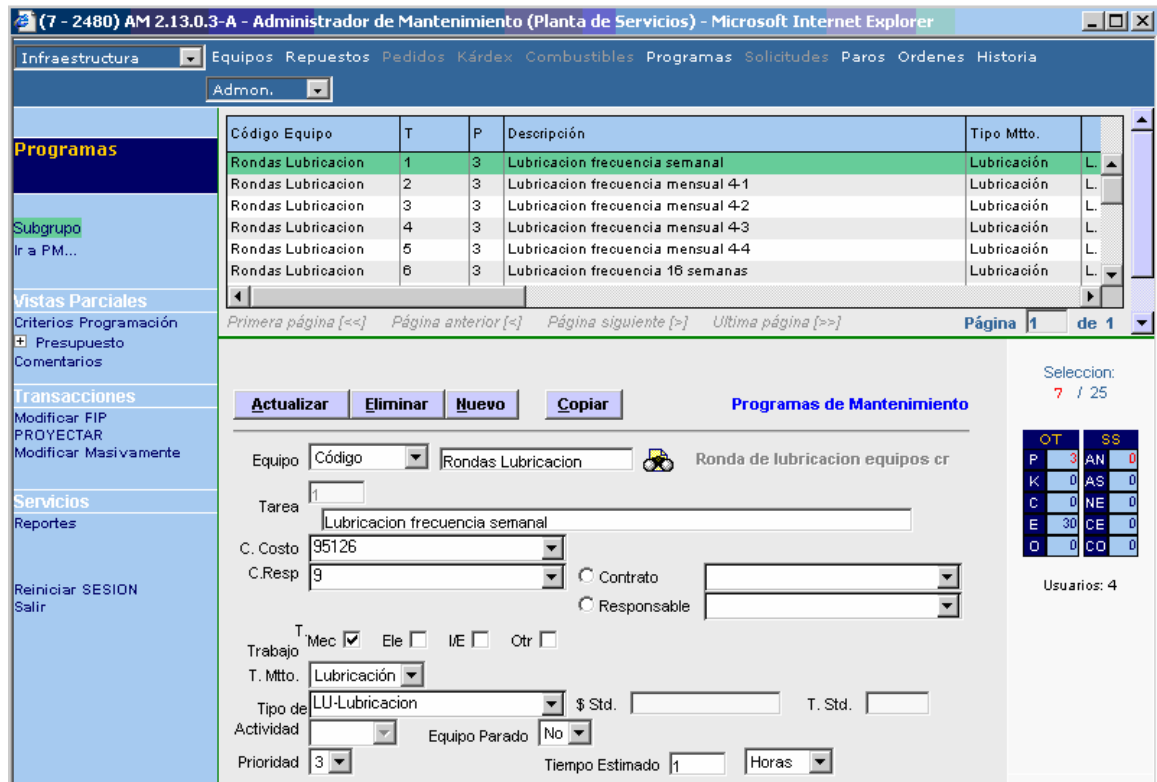 (7 - 2480) AM 2.13.0.3-A - Administrador de Mantenimiento (Planta de Servicios) - Microsoft Internet Explorer
Infraestructura Equipos Repuestos Pedidos Kárdex Combustibles Programas Solicitudes Paros Ordenes Historia
Admon.
Programas
Subgrupo
Ir a PM...
Vistas Parciales
Criterios Programación
Presupuesto
Comentarios
Transacciones
Modificar FIP
PROYECTAR
Modificar Masivamente
Servicios
Reportes
Reiniciar SESION
Salir
Código Equipo T P Descripción Tipo Mtto.
Rondas Lubricacion 1 3 Lubricacion frecuencia semanal Lubricación L.
Rondas Lubricacion 2 3 Lubricacion frecuencia mensual 4-1 Lubricación L.
Rondas Lubricacion 3 3 Lubricacion frecuencia mensual 4-2 Lubricación L.
Rondas Lubricacion 4 3 Lubricacion frecuencia mensual 4-3 Lubricación L.
Rondas Lubricacion 5 3 Lubricacion frecuencia mensual 4-4 Lubricación L.
Rondas Lubricacion 6 3 Lubricacion frecuencia 16 semanas Lubricación L.
Primera página [<<] Página anterior [<] Página siguiente [>] Ultima página [>>] Página 1 de 1
Actualizar Eliminar Nuevo Copiar Programas de Mantenimiento
Equipo Código Rondas Lubricacion Ronda de lubricacion equipos cr
Tarea 1
Lubricacion frecuencia semanal
C. Costo 95126
C.Resp 9 Contrato
Responsable
T. Trabajo Mec Ele I/E Otr
T. Mtto. Lubricación
Tipo de Actividad LU-Lubricacion $ Std. T. Std.
Equipo Parado No
Prioridad 3 Tiempo Estimado 1 Horas
Seleccion:
7 / 25
OT SS
P 3 AN 0
K 0 AS 0
C 0 NE 0
E 30 CE 0
O 0 CO 0
Usuarios: 4